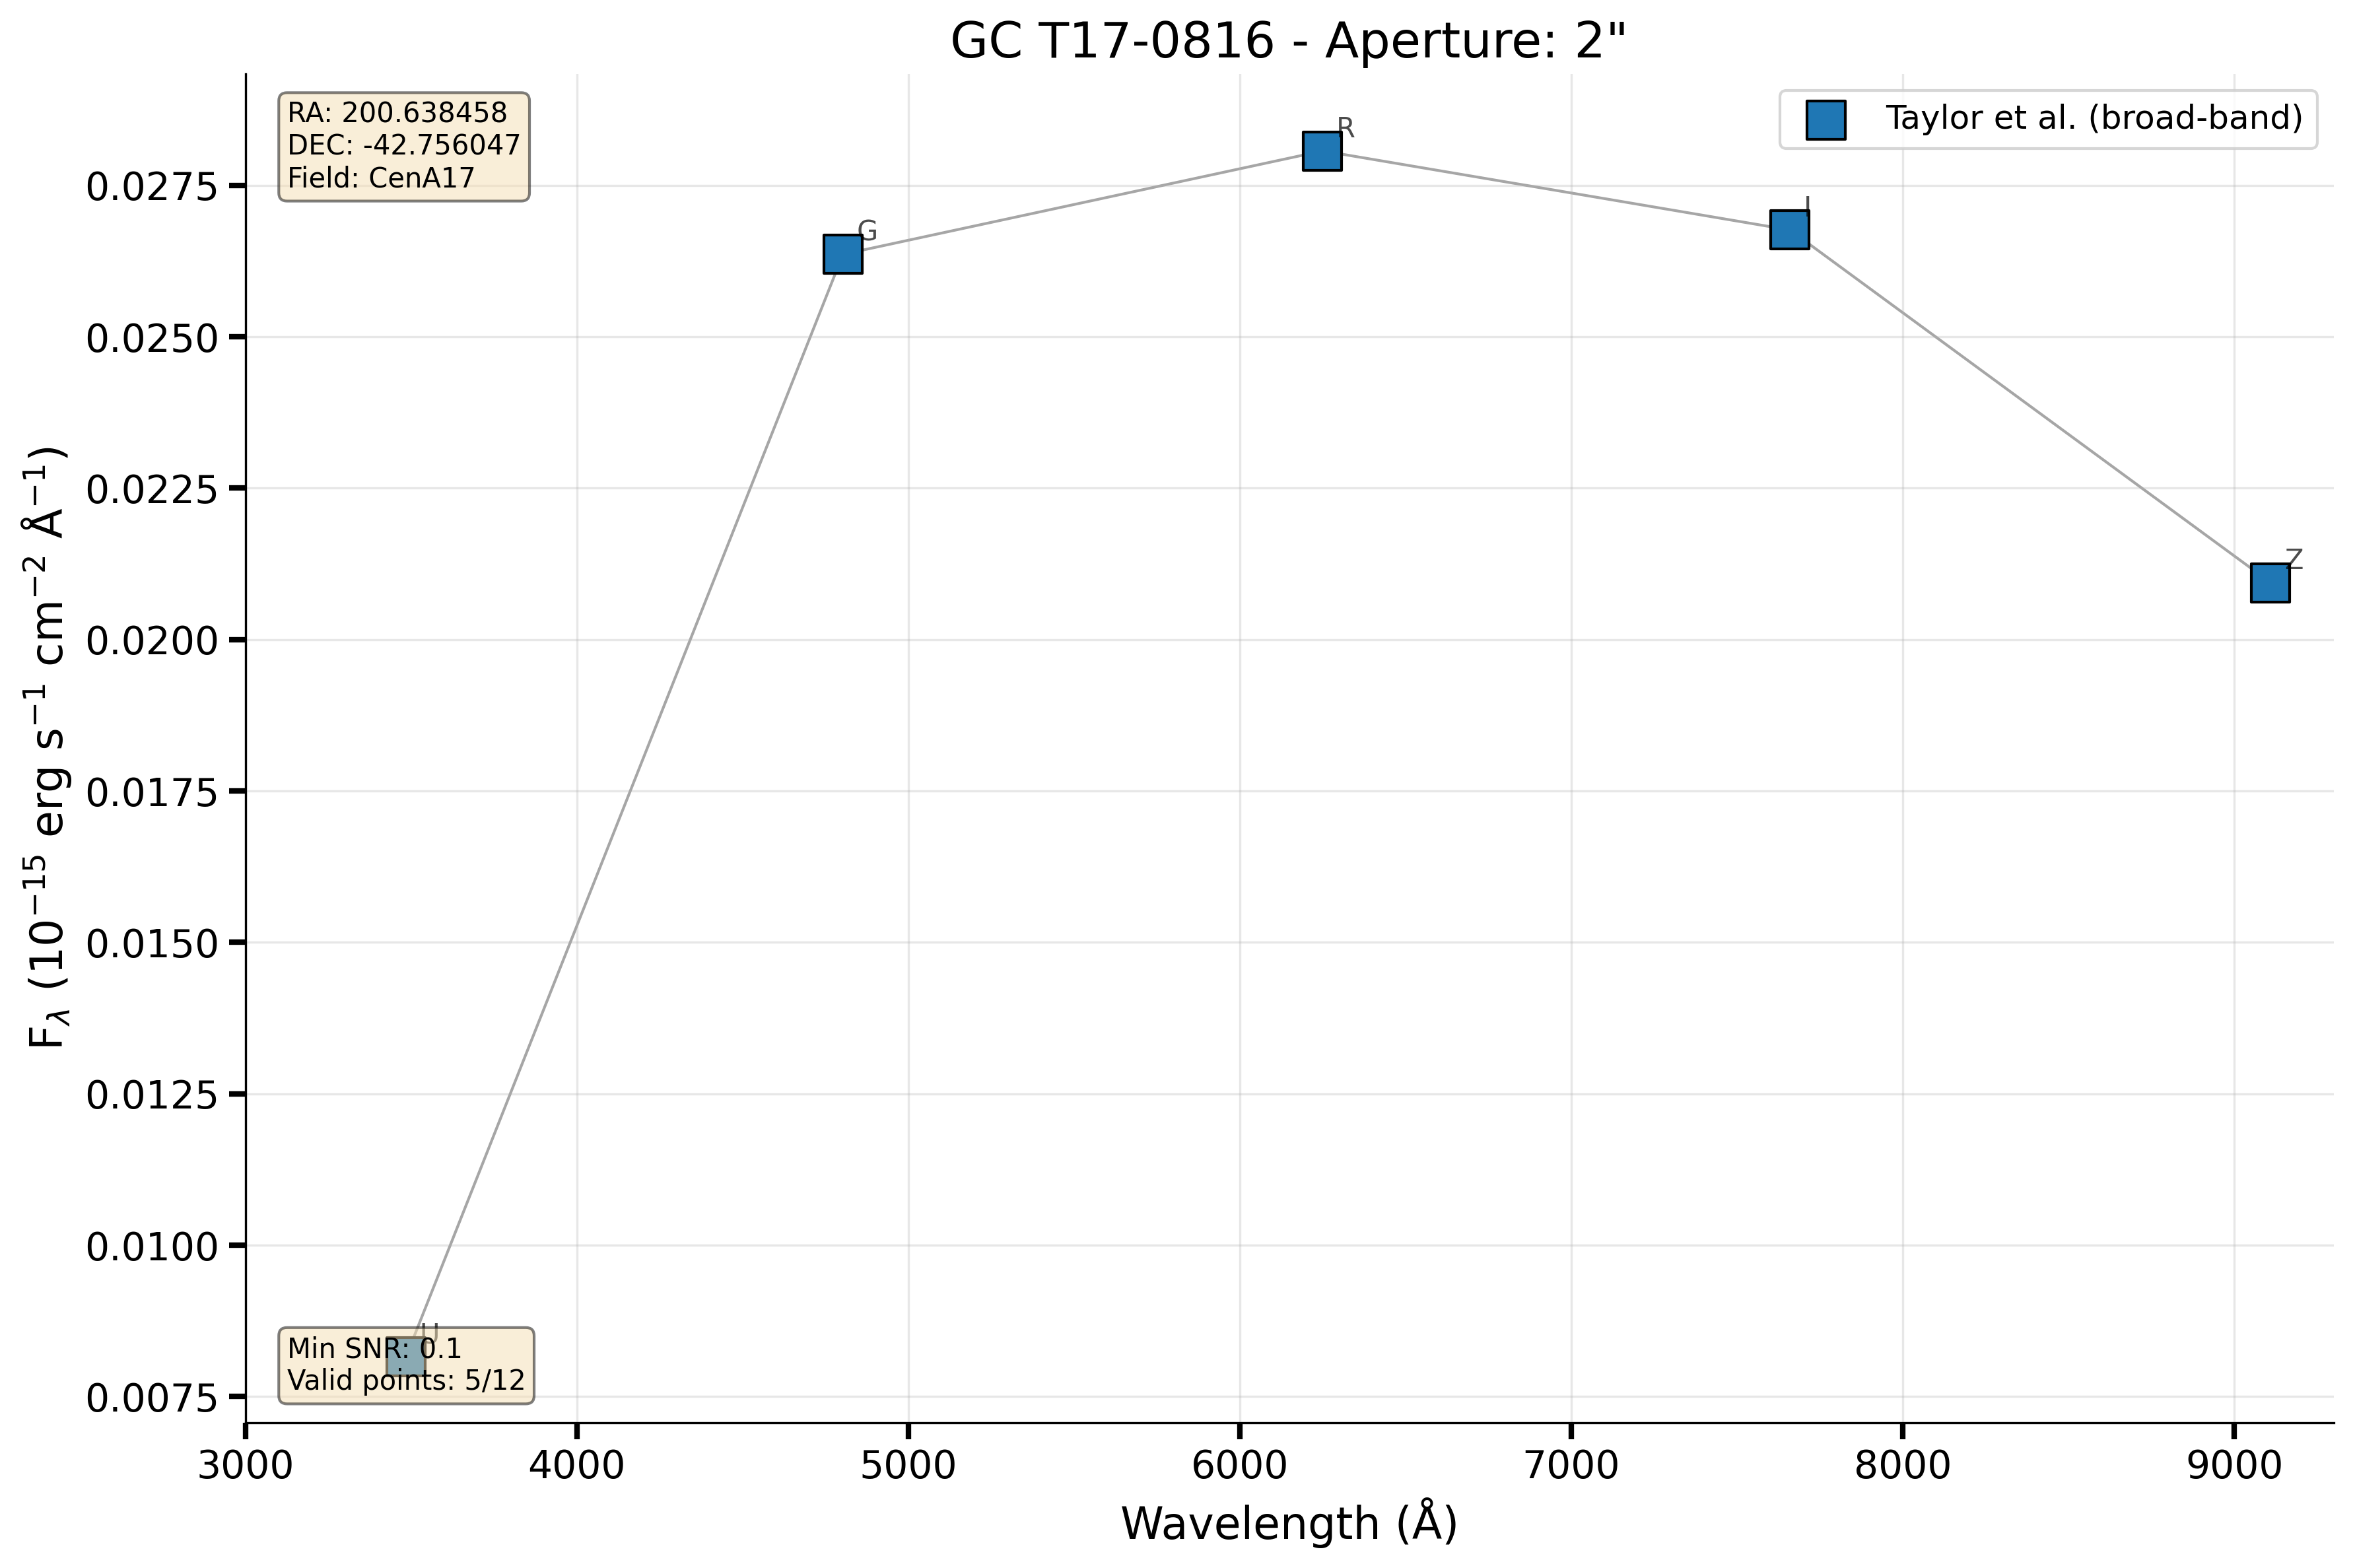 GC T17-0816 - Aperture: 2"
RA: 200.638458
DEC: -42.756047
Field: CenA17
Taylor et al. (broad-band)
R
G
I
Z
U
Min SNR: 0.1
Valid points: 5/12
0.0275
0.0250
0.0225
0.0200
0.0175
0.0150
0.0125
0.0100
0.0075
F_λ (10⁻¹⁵ erg s⁻¹ cm⁻² Å⁻¹)
3000 4000 5000 6000 7000 8000 9000
Wavelength (Å)